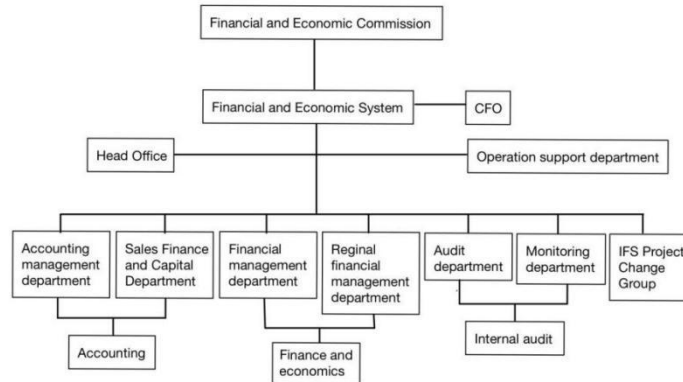 Financial and Economic Commission
Financial and Economic System
CFO
Head Office
Operation support department
Accounting
management
department
Sales Finance
and Capital
Department
Financial
management
department
Reginal
financial
management
department
Audit
department
Monitoring
department
IFS Project
Change
Group
Accounting
Finance and
economics
Internal audit